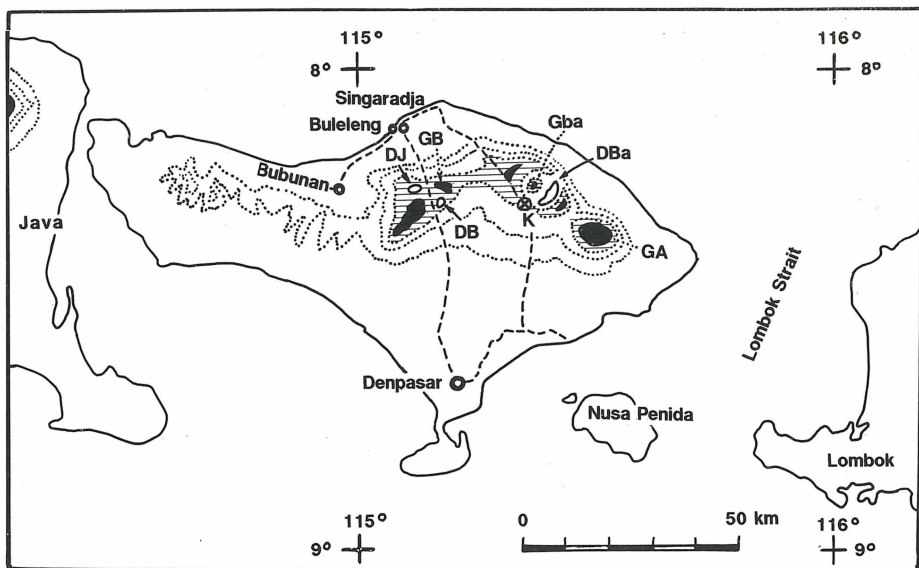 115° 116°
8° 8°
Singaradja
Buleleng GB Gba
DJ DBa
Bubunan
Java K
DB
GA
Lombok Strait
Denpasar
Nusa Penida
Lombok
115° 0 50 km 116°
9° 9°